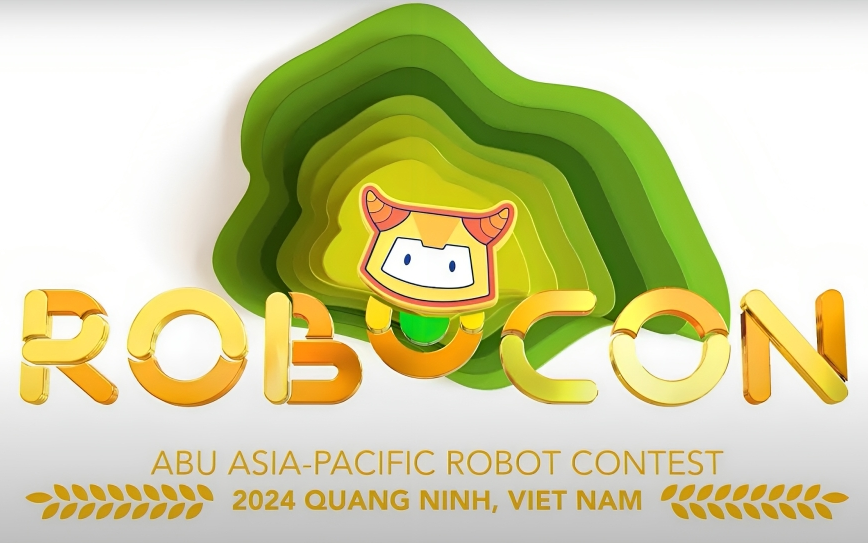 ROBOCON
ABU ASIA-PACIFIC ROBOT CONTEST
2024 QUANG NINH, VIET NAM